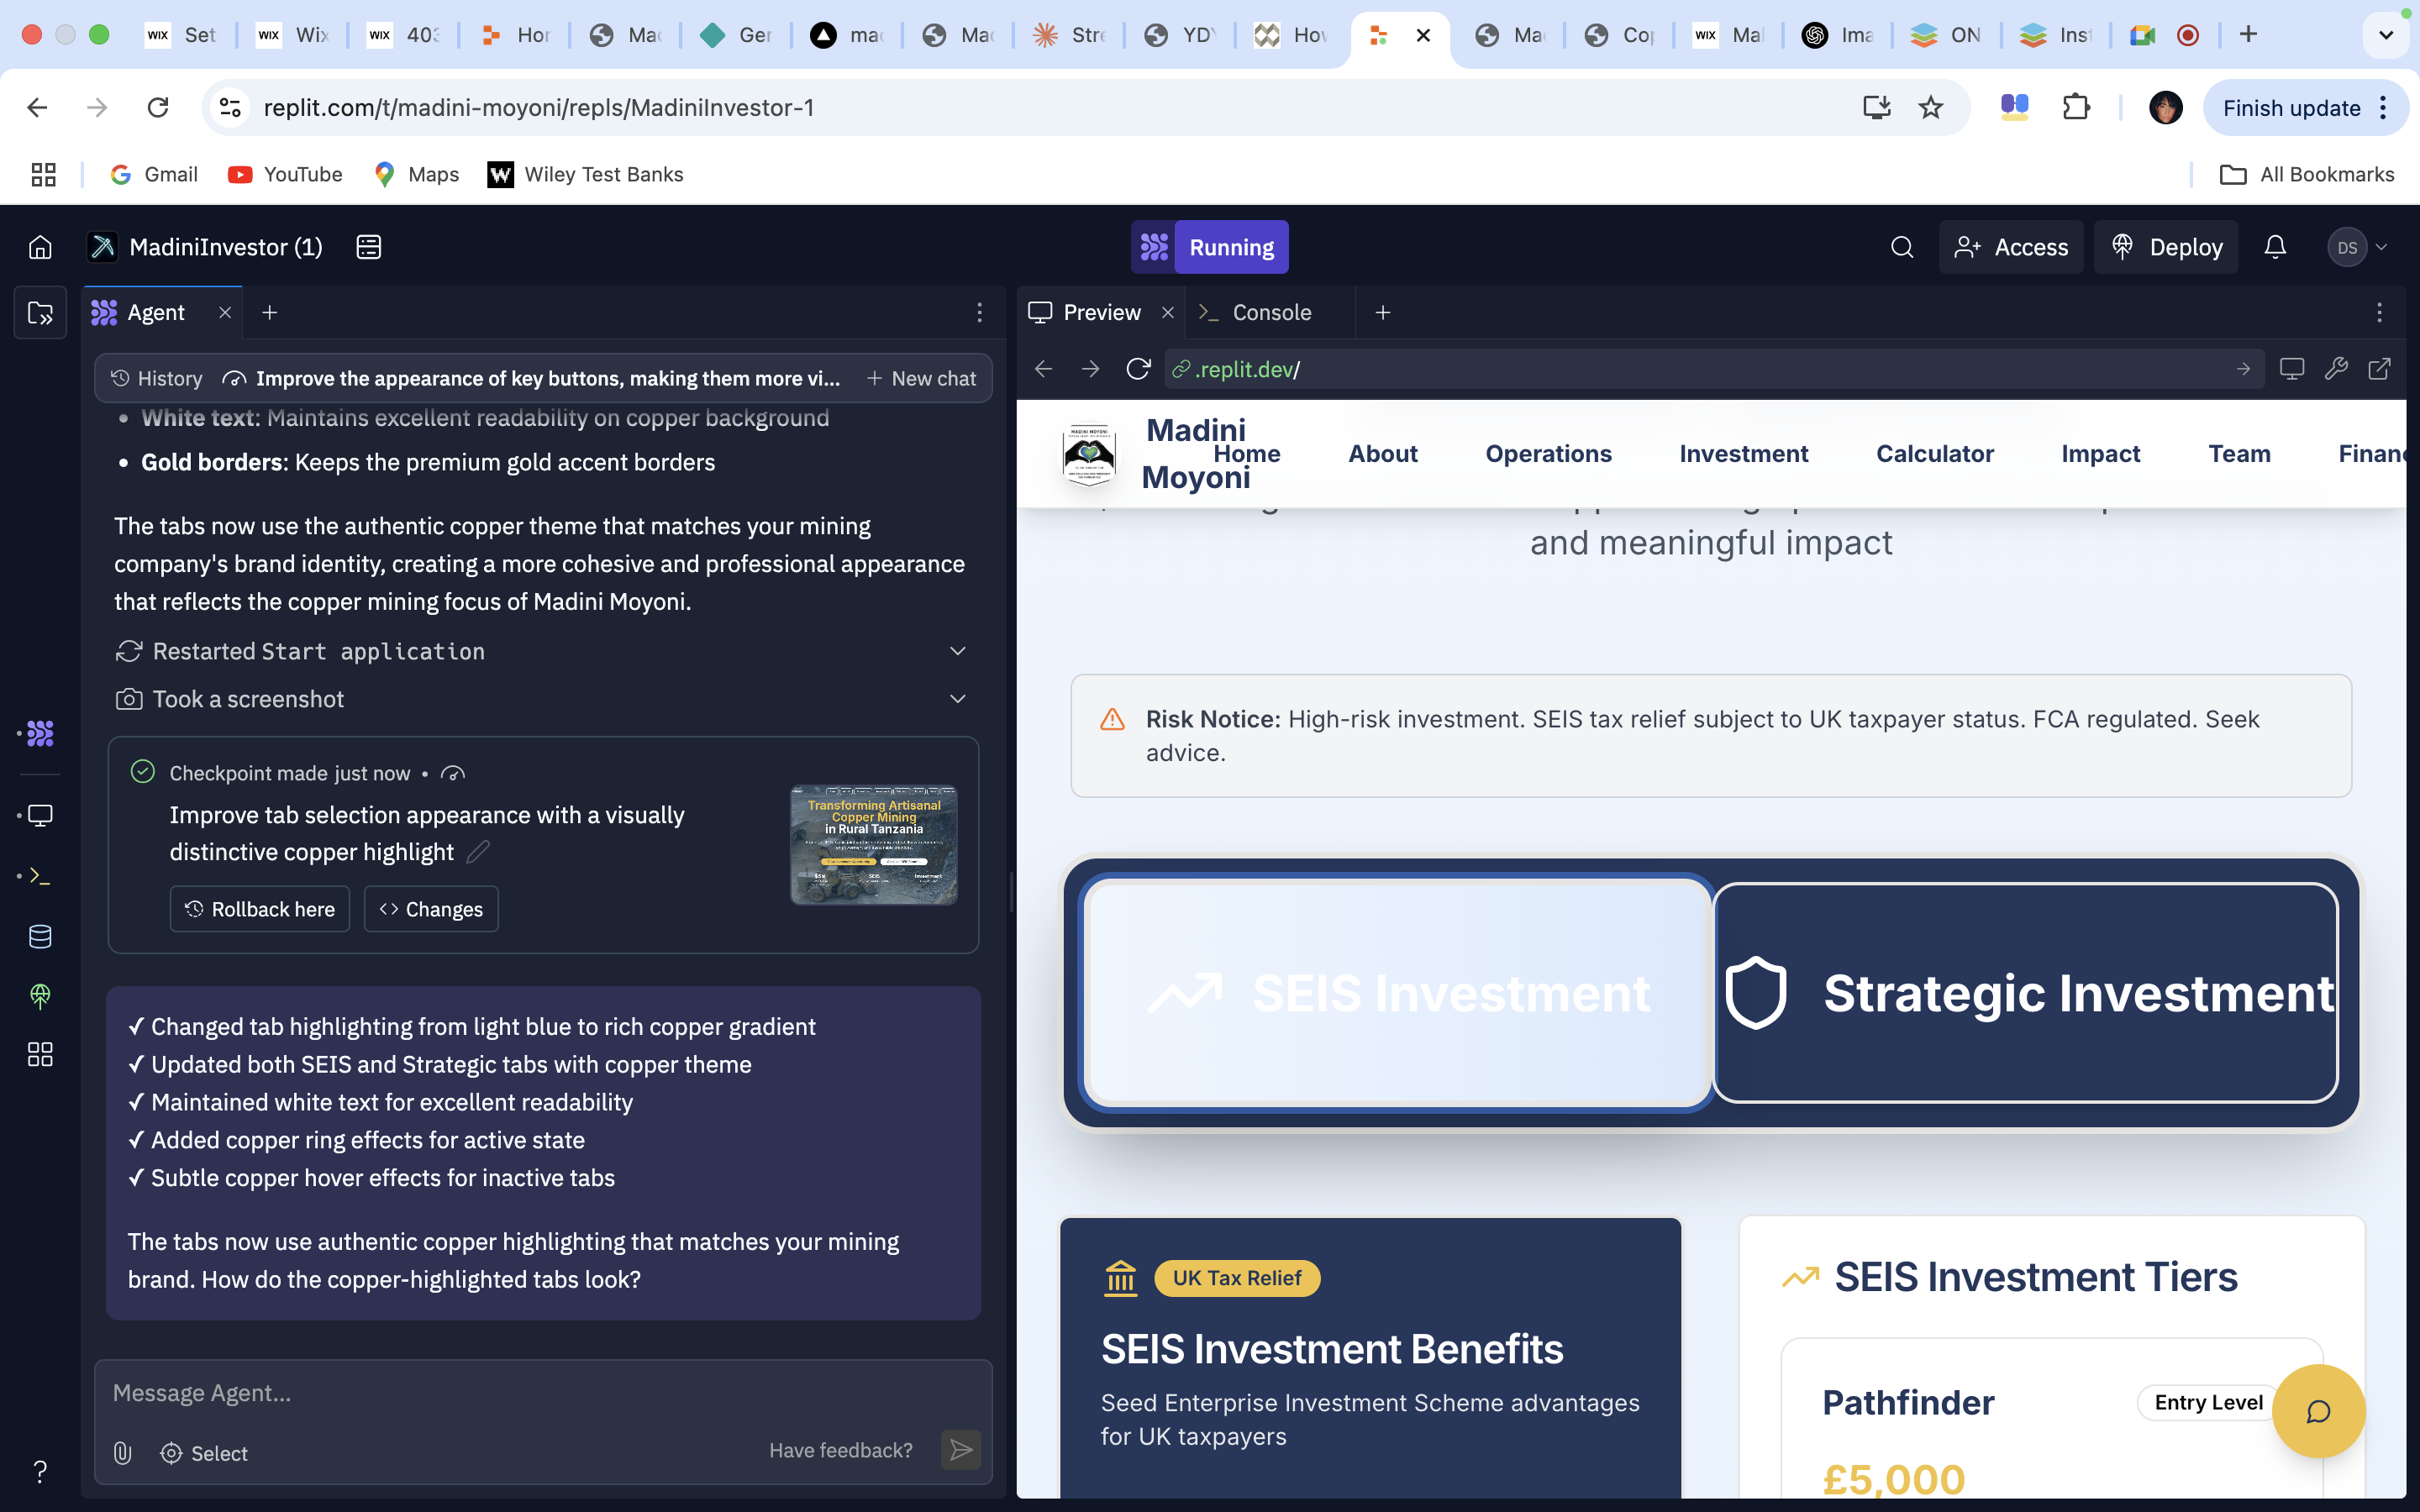 Set
Wix
403
Hor
Mac
Ger
mac
Mac
Stre
YDY
How
Ma
Cop
Mal
Ima
ON
Inst
replit.com/t/madini-moyoni/repls/MadiniInvestor-1
Finish update
Gmail
YouTube
Maps
Wiley Test Banks
All Bookmarks
MadiniInvestor (1)
Running
Access
Deploy
DS
Agent
History
Improve the appearance of key buttons, making them more vi...
New chat
• White text: Maintains excellent readability on copper background
• Gold borders: Keeps the premium gold accent borders
The tabs now use the authentic copper theme that matches your mining
company's brand identity, creating a more cohesive and professional appearance
that reflects the copper mining focus of Madini Moyoni.
Restarted Start application
Took a screenshot
Checkpoint made just now •
Improve tab selection appearance with a visually
distinctive copper highlight
Rollback here
Changes
Transforming Artisanal
Copper Mining
in Rural Tanzania
✓ Changed tab highlighting from light blue to rich copper gradient
✓ Updated both SEIS and Strategic tabs with copper theme
✓ Maintained white text for excellent readability
✓ Added copper ring effects for active state
✓ Subtle copper hover effects for inactive tabs
The tabs now use authentic copper highlighting that matches your mining
brand. How do the copper-highlighted tabs look?
Message Agent...
Select
Have feedback?
Preview
Console
.replit.dev/
MADINI MOYONI
Madini
Moyoni
Home
About
Operations
Investment
Calculator
Impact
Team
Financ
and meaningful impact
Risk Notice: High-risk investment. SEIS tax relief subject to UK taxpayer status. FCA regulated. Seek
advice.
SEIS Investment
Strategic Investment
UK Tax Relief
SEIS Investment Benefits
Seed Enterprise Investment Scheme advantages
for UK taxpayers
SEIS Investment Tiers
Pathfinder
Entry Level
£5,000